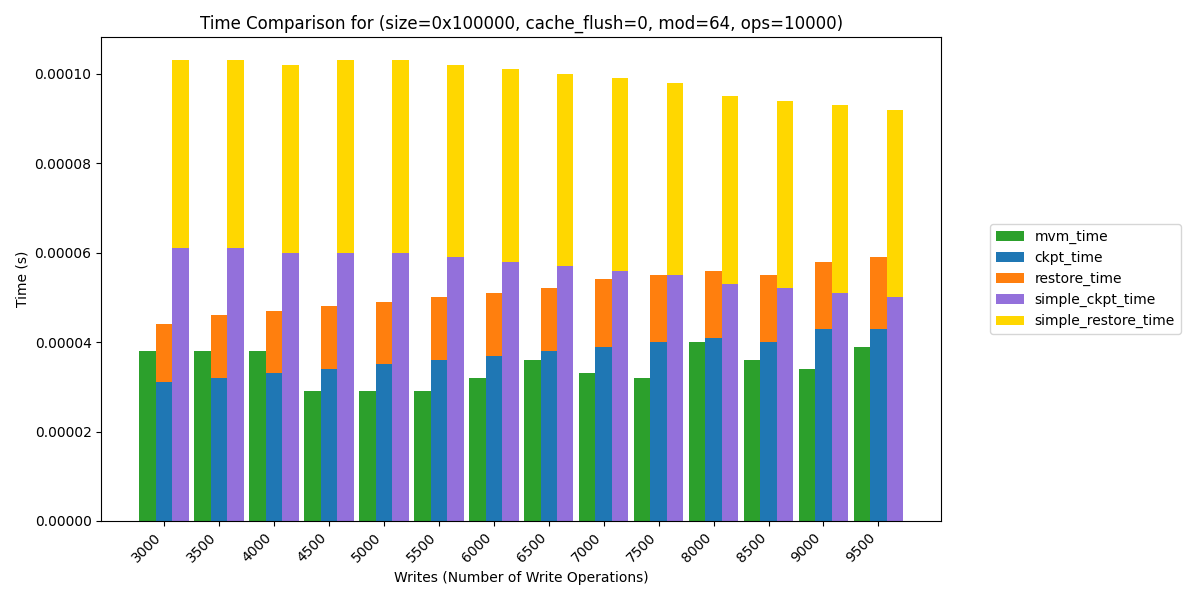 Time Comparison for (size=0x100000, cache_flush=0, mod=64, ops=10000)
Time (s)
0.00010
0.00008
0.00006
0.00004
0.00002
0.00000
3000 3500 4000 4500 5000 5500 6000 6500 7000 7500 8000 8500 9000 9500
Writes (Number of Write Operations)
mvm_time
ckpt_time
restore_time
simple_ckpt_time
simple_restore_time